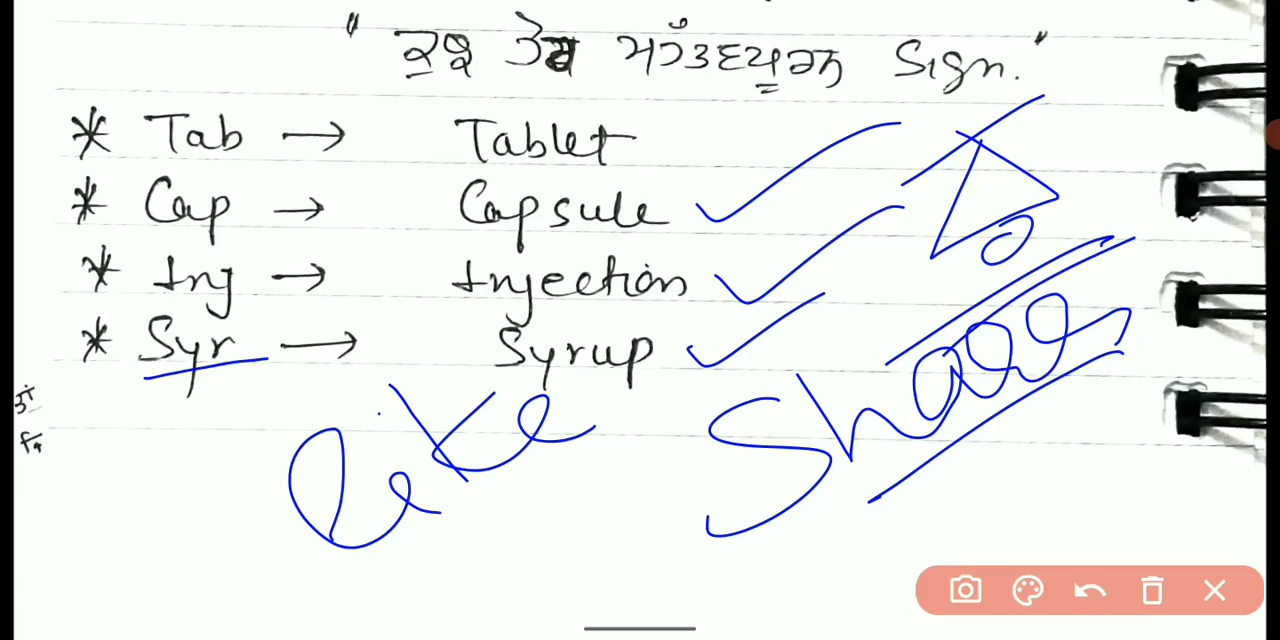 " ਕੁਝ ਹੋਰ ਮਹੱਤਵਪੂਰਨ Sign. "
* Tab → Tablet
* Cap → Capsule
* Inj → Injection
* Syr → Syrup
Like
Share